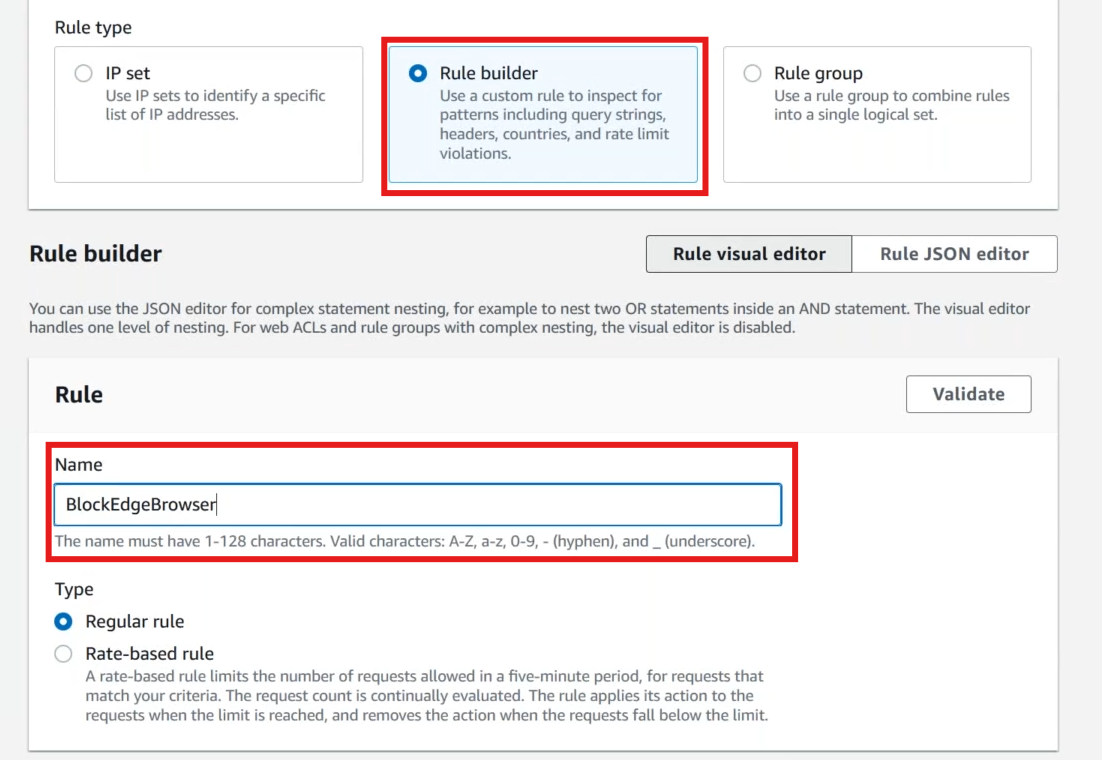 Rule type
IP set
Use IP sets to identify a specific
list of IP addresses.
Rule builder
Use a custom rule to inspect for
patterns including query strings,
headers, countries, and rate limit
violations.
Rule group
Use a rule group to combine rules
into a single logical set.
Rule builder
Rule visual editor
Rule JSON editor
You can use the JSON editor for complex statement nesting, for example to nest two OR statements inside an AND statement. The visual editor
handles one level of nesting. For web ACLs and rule groups with complex nesting, the visual editor is disabled.
Rule
Validate
Name
BlockEdgeBrowser
The name must have 1-128 characters. Valid characters: A-Z, a-z, 0-9, - (hyphen), and _ (underscore).
Type
Regular rule
Rate-based rule
A rate-based rule limits the number of requests allowed in a five-minute period, for requests that
match your criteria. The request count is continually evaluated. The rule applies its action to the
requests when the limit is reached, and removes the action when the requests fall below the limit.